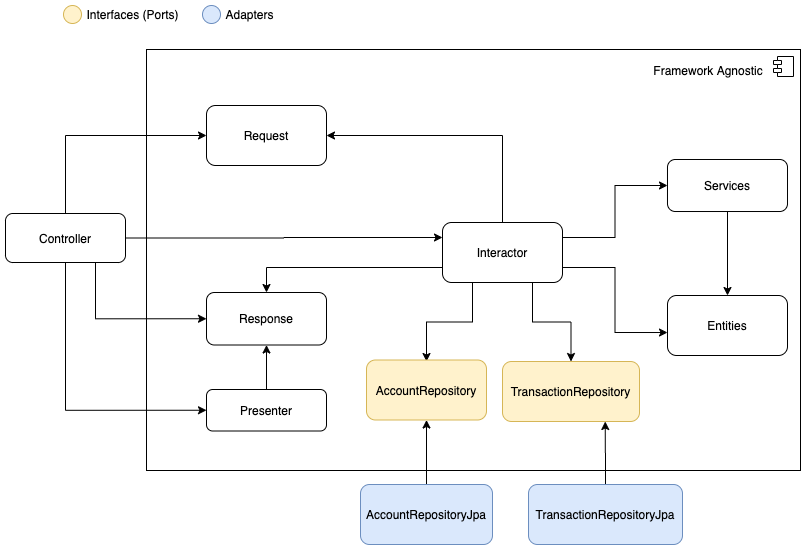 Interfaces (Ports)
Adapters
Framework Agnostic
Request
Services
Controller
Interactor
Response
Entities
AccountRepository
TransactionRepository
Presenter
AccountRepositoryJpa
TransactionRepositoryJpa